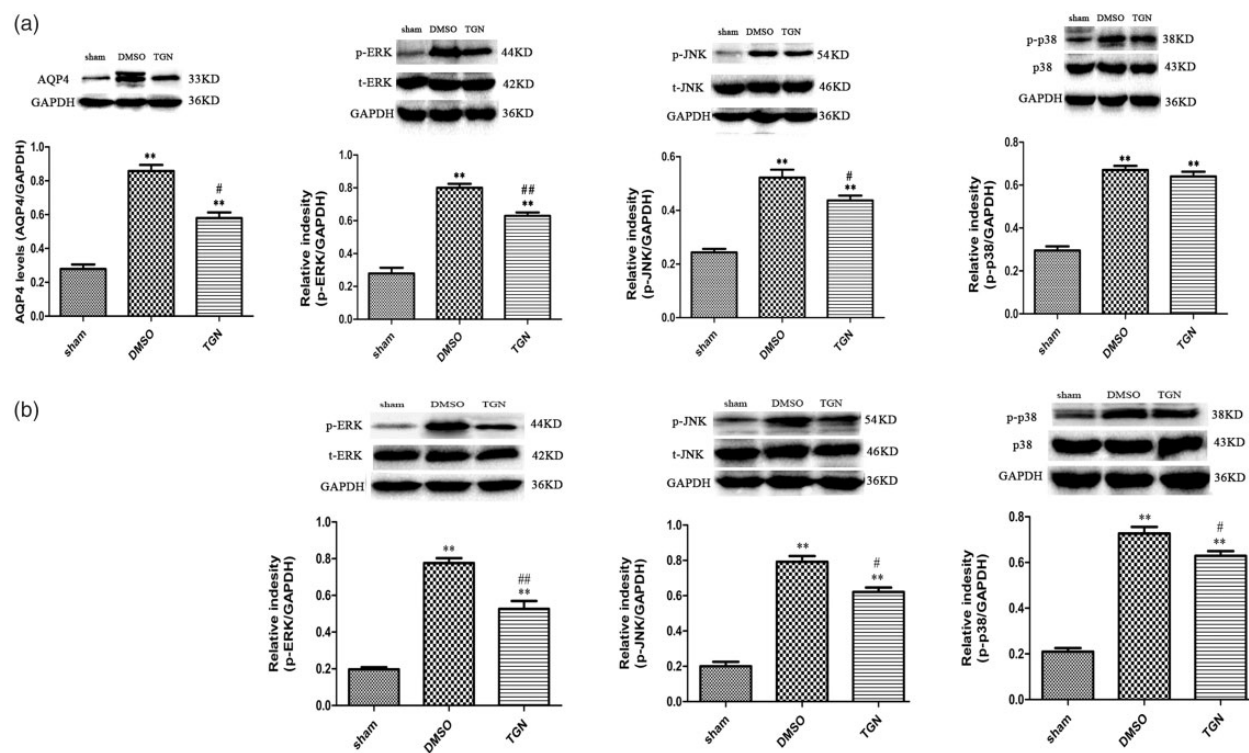 (a)
sham DMSO TGN
AQP4 33KD
GAPDH 36KD
AQP4 levels (AQP4/GAPDH)
1.0
0.8
0.6
0.4
0.2
0.0
**
#
**
sham DMSO TGN
sham DMSO TGN
p-ERK 44KD
t-ERK 42KD
GAPDH 36KD
Relative indesity
(p-ERK/GAPDH)
1.0
0.8
0.6
0.4
0.2
0.0
**
##
**
sham DMSO TGN
sham DMSO TGN
p-JNK 54KD
t-JNK 46KD
GAPDH 36KD
Relative indesity
(p-JNK/GAPDH)
0.6
0.4
0.2
0.0
**
#
**
sham DMSO TGN
sham DMSO TGN
p-p38 38KD
p38 43KD
GAPDH 36KD
Relative indesity
(p-p38/GAPDH)
0.8
0.6
0.4
0.2
0.0
** **
sham DMSO TGN
(b)
sham DMSO TGN
p-ERK 44KD
t-ERK 42KD
GAPDH 36KD
Relative indesity
(p-ERK/GAPDH)
1.0
0.8
0.6
0.4
0.2
0.0
**
##
**
sham DMSO TGN
sham DMSO TGN
p-JNK 54KD
t-JNK 46KD
GAPDH 36KD
Relative indesity
(p-JNK/GAPDH)
1.0
0.8
0.6
0.4
0.2
0.0
**
#
**
sham DMSO TGN
sham DMSO TGN
p-p38 38KD
p38 43KD
GAPDH 36KD
Relative indesity
(p-p38/GAPDH)
0.8
0.6
0.4
0.2
0.0
**
#
**
sham DMSO TGN